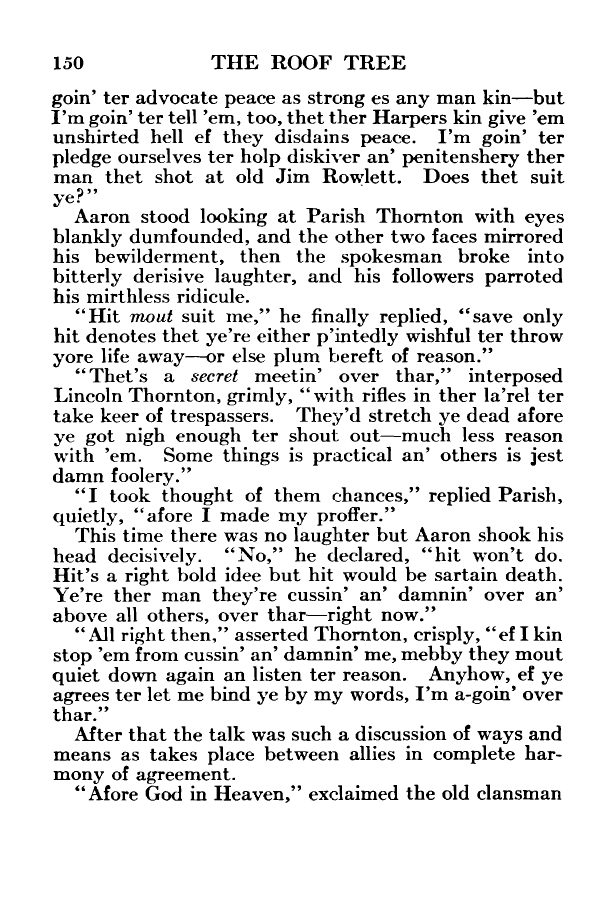 150 THE ROOF TREE
goin' ter advocate peace as strong es any man kin—but
I'm goin' ter tell 'em, too, thet ther Harpers kin give 'em
unshirted hell ef they disdains peace. I'm goin' ter
pledge ourselves ter holp diskiver an' penitenshery ther
man thet shot at old Jim Rowlett. Does thet suit
ye?"
Aaron stood looking at Parish Thornton with eyes
blankly dumfounded, and the other two faces mirrored
his bewilderment, then the spokesman broke into
bitterly derisive laughter, and his followers parroted
his mirthless ridicule.
"Hit mout suit me," he finally replied, "save only
hit denotes thet ye're either p'intedly wishful ter throw
yore life away—or else plum bereft of reason."
"Thet's a secret meetin' over thar," interposed
Lincoln Thornton, grimly, "with rifles in ther la'rel ter
take keer of trespassers. They'd stretch ye dead afore
ye got nigh enough ter shout out—much less reason
with 'em. Some things is practical an' others is jest
damn foolery."
"I took thought of them chances," replied Parish,
quietly, "afore I made my proffer."
This time there was no laughter but Aaron shook his
head decisively. "No," he declared, "hit won't do.
Hit's a right bold idee but hit would be sartain death.
Ye're ther man they're cussin' an' damnin' over an'
above all others, over thar—right now."
"All right then," asserted Thornton, crisply, "ef I kin
stop 'em from cussin' an' damnin' me, mebby they mout
quiet down again an listen ter reason. Anyhow, ef ye
agrees ter let me bind ye by my words, I'm a-goin' over
thar."
After that the talk was such a discussion of ways and
means as takes place between allies in complete har-
mony of agreement.
"Afore God in Heaven," exclaimed the old clansman